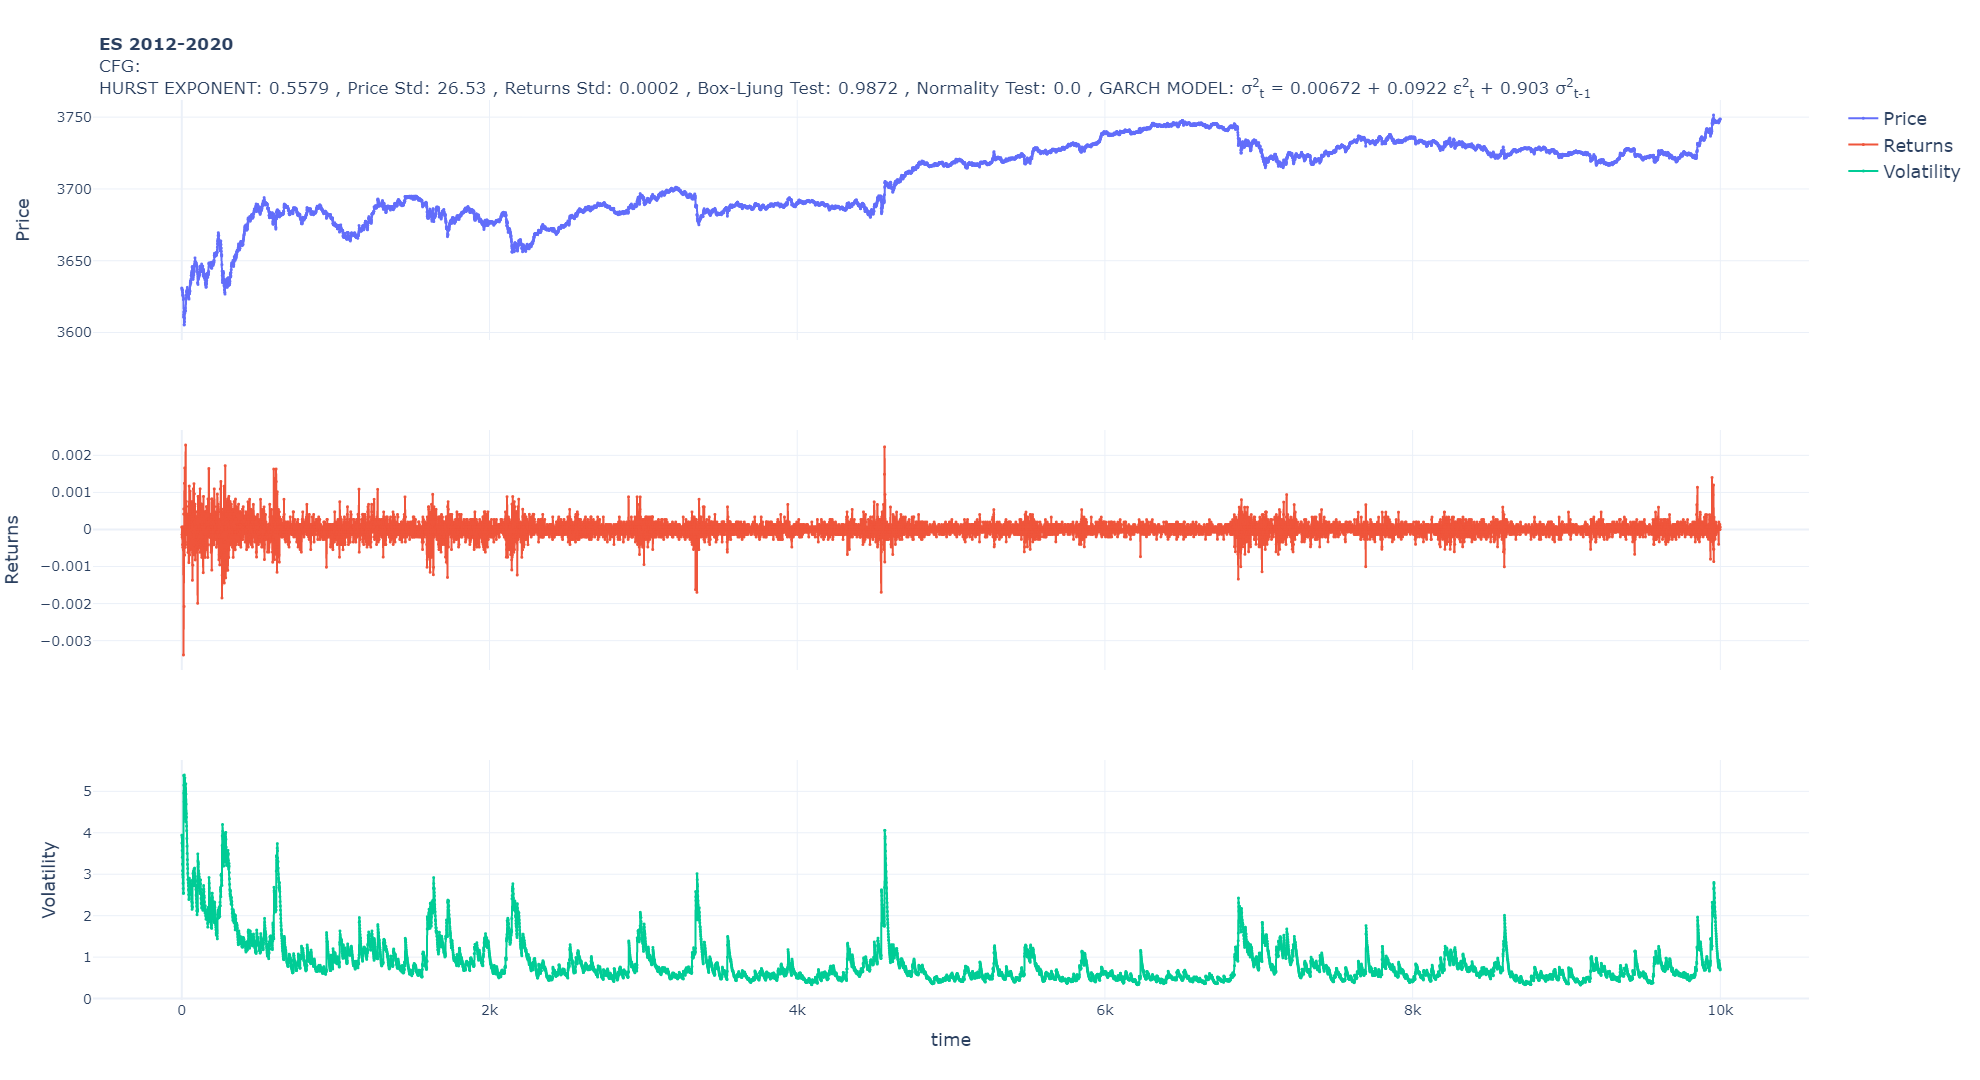 ES 2012-2020
CFG:
HURST EXPONENT: 0.5579 , Price Std: 26.53 , Returns Std: 0.0002 , Box-Ljung Test: 0.9872 , Normality Test: 0.0 , GARCH MODEL: σ²ₜ = 0.00672 + 0.0922 ε²ₜ + 0.903 σ²ₜ₋₁
Price
3750
3700
3650
3600
Price
Returns
Volatility
Returns
0.002
0.001
0
−0.001
−0.002
−0.003
Volatility
5
4
3
2
1
0
0 2k 4k 6k 8k 10k
time